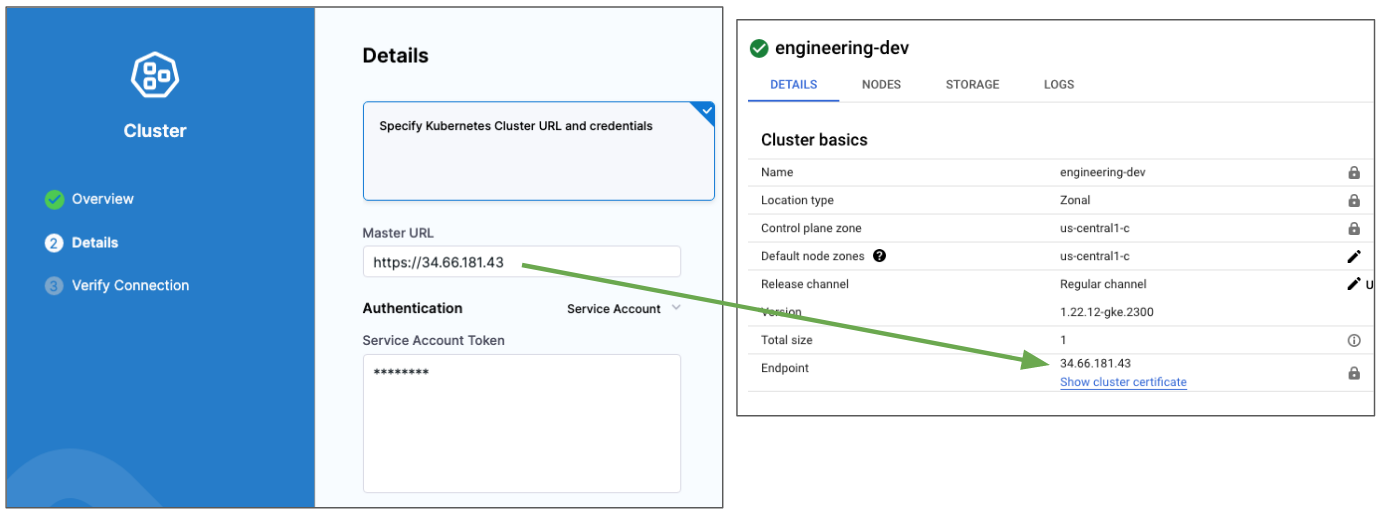 Cluster
Overview
2 Details
3 Verify Connection
Details
Specify Kubernetes Cluster URL and credentials
Master URL
https://34.66.181.43
Authentication Service Account
Service Account Token
********
engineering-dev
DETAILS NODES STORAGE LOGS
Cluster basics
Name engineering-dev
Location type Zonal
Control plane zone us-central1-c
Default node zones ? us-central1-c
Release channel Regular channel U
Version 1.22.12-gke.2300
Total size 1
Endpoint 34.66.181.43
Show cluster certificate